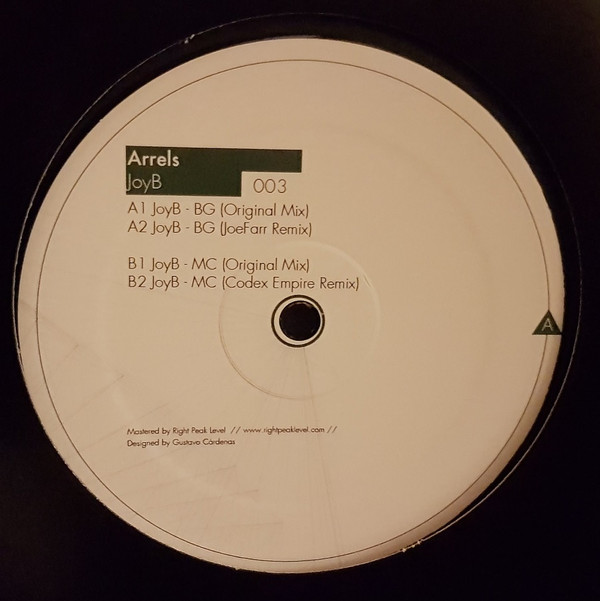 Arrels
JoyB
003
A1 JoyB - BG (Original Mix)
A2 JoyB - BG (JoeFarr Remix)
B1 JoyB - MC (Original Mix)
B2 JoyB - MC (Codex Empire Remix)
A
Mastered by Right Peak Level // www.rightpeaklevel.com //
Designed by Gustavo Cárdenas